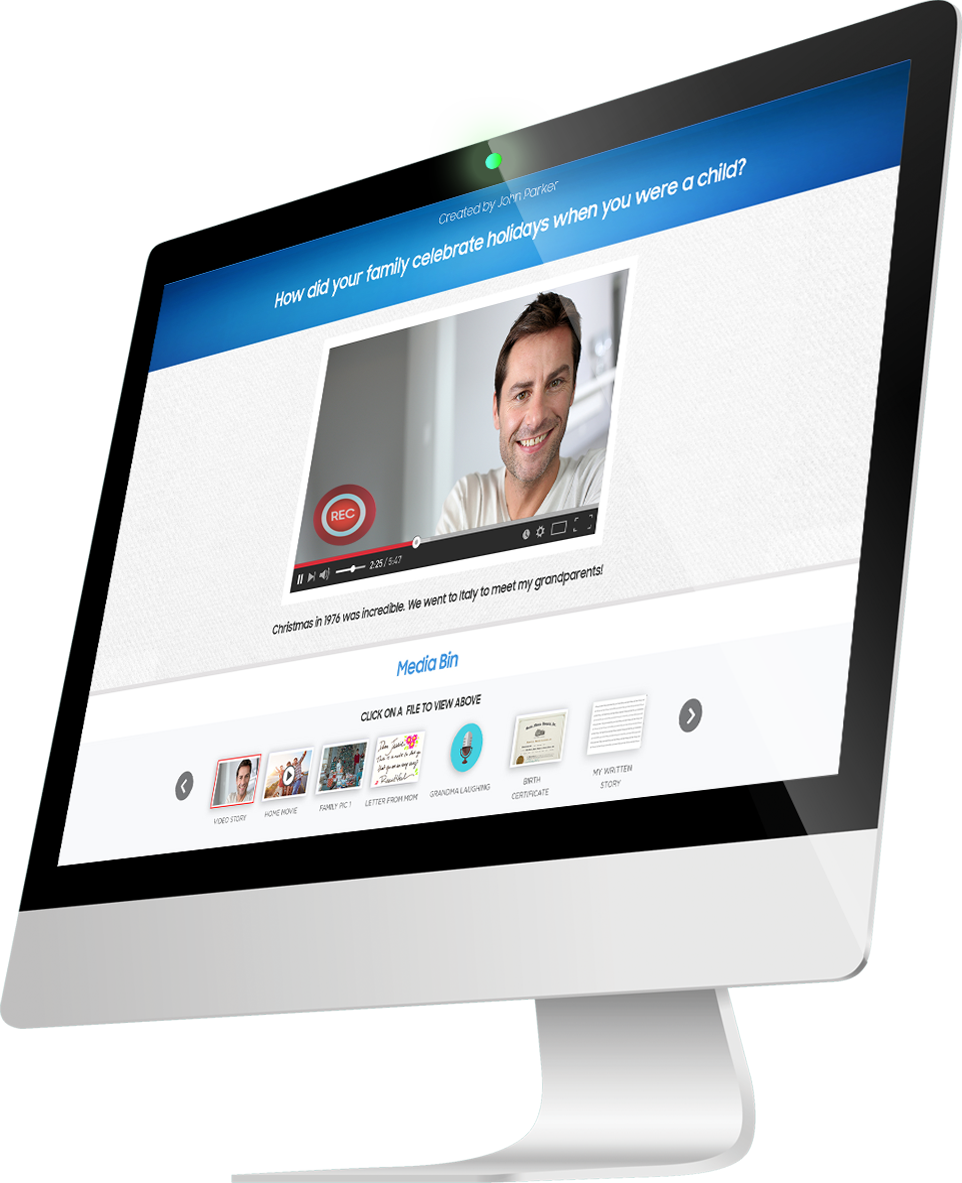 Created by John Parker
How did your family celebrate holidays when you were a child?
REC
2:25 / 5:47
Christmas in 1976 was incredible. We went to Italy to meet my grandparents!
Media Bin
CLICK ON A FILE TO VIEW ABOVE
VIDEO STORY
HOME MOVIE
FAMILY PIC 1
LETTER FROM MOM
GRANDMA LAUGHING
BIRTH
CERTIFICATE
MY WRITTEN
STORY